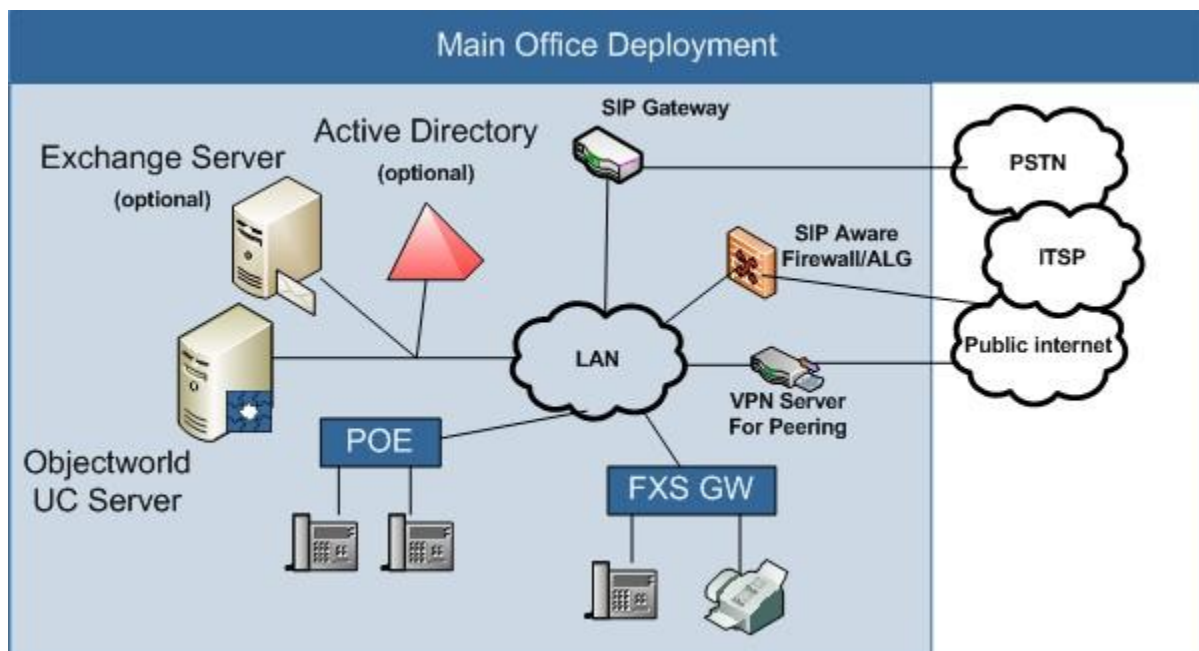 Main Office Deployment
SIP Gateway
Active Directory
(optional)
Exchange Server
(optional)
PSTN
SIP Aware
Firewall/ALG
ITSP
LAN
Public internet
VPN Server
For Peering
Objectworld
UC Server
POE
FXS GW